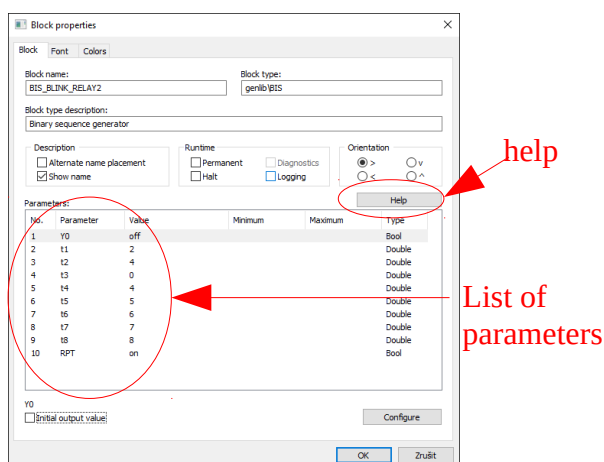 Block properties
Block Font Colors
Block name: Block type:
BIS_BLINK_RELAY2 genlib\BIS
Block type description:
Binary sequence generator
Description Runtime Orientation
Alternate name placement Permanent Diagnostics > v
Show name Halt Logging < ^
help
Parameters: Help
No. Parameter Value Minimum Maximum Type
1 Y0 off Bool
2 t1 2 Double
3 t2 4 Double
4 t3 0 Double
5 t4 4 Double
6 t5 5 Double
7 t6 6 Double
8 t7 7 Double
9 t8 8 Double
10 RPT on Bool
List of
parameters
Y0
Initial output value Configure
OK Zrušit